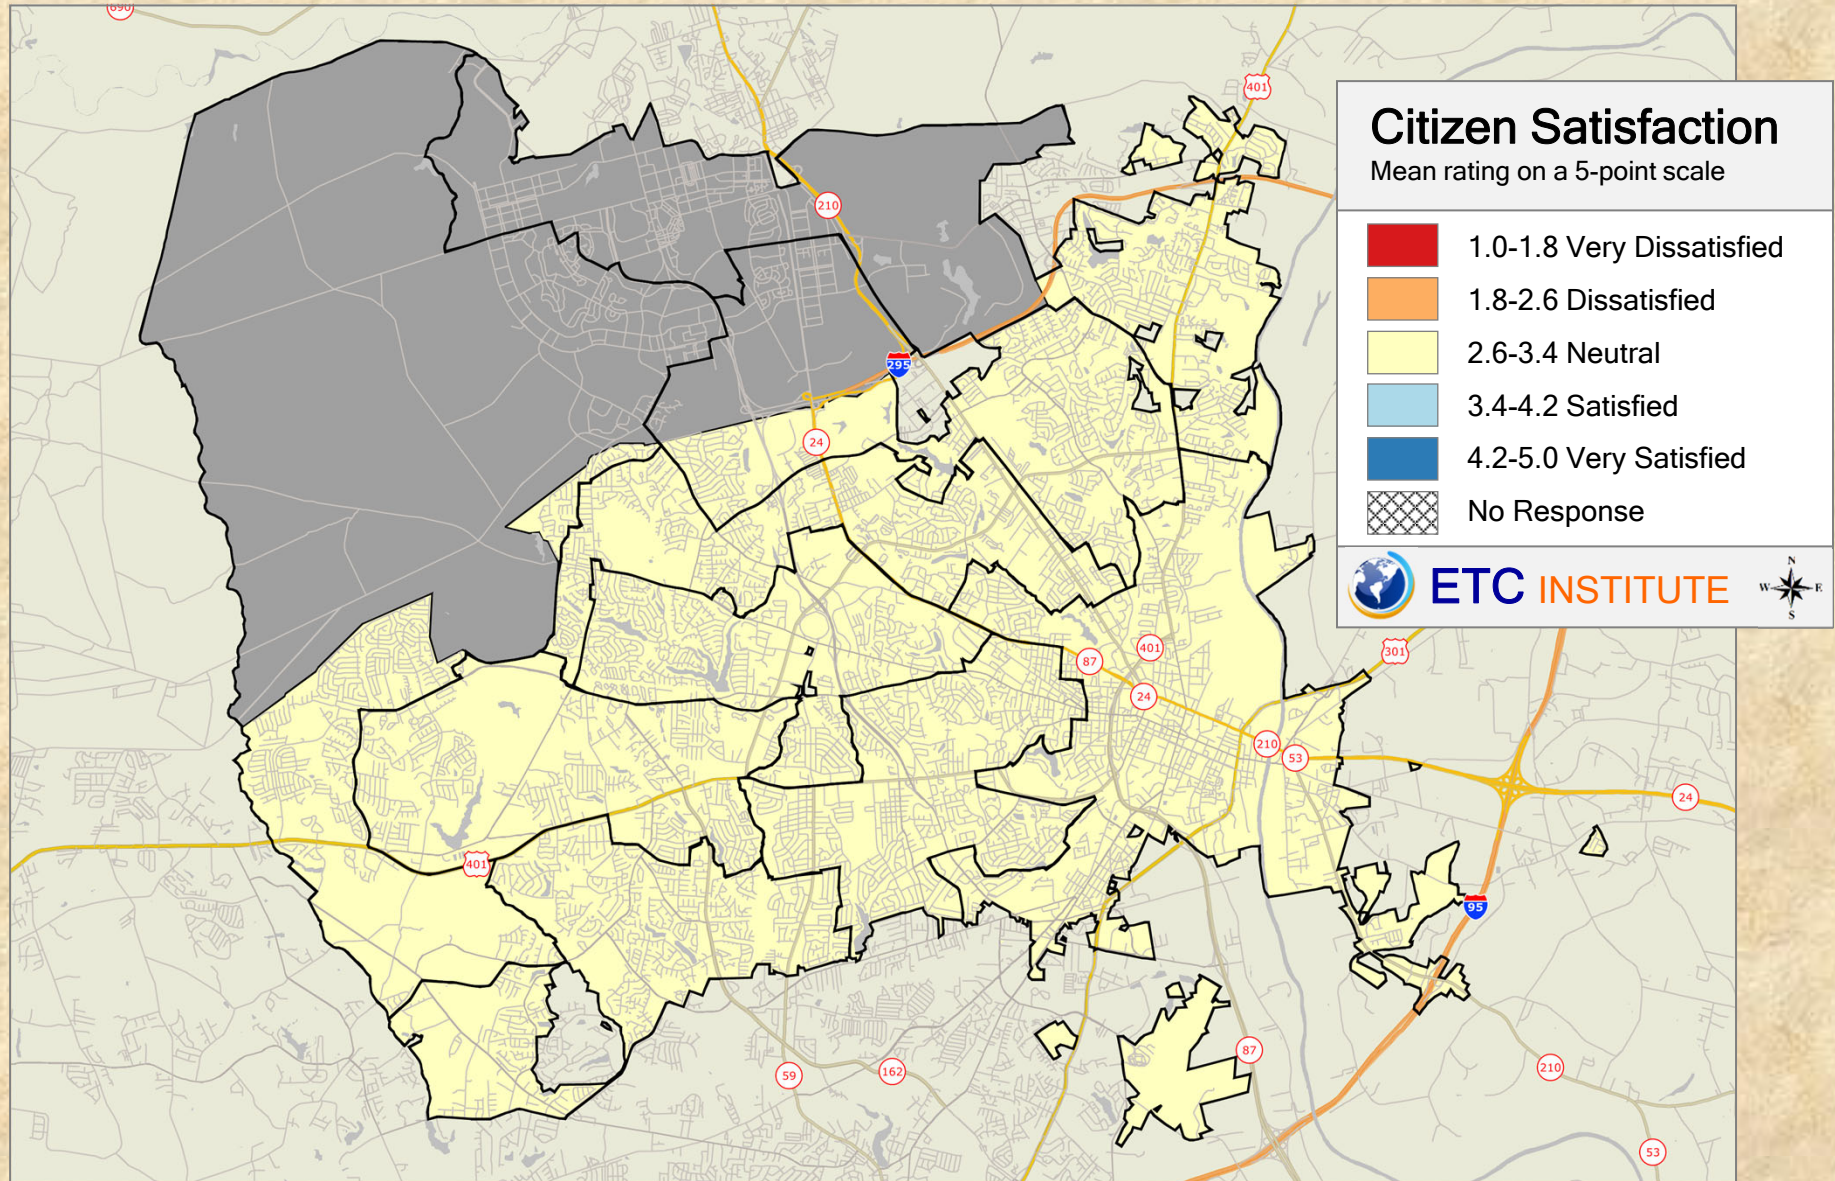 690
401
Citizen Satisfaction
Mean rating on a 5-point scale
210
1.0-1.8 Very Dissatisfied
1.8-2.6 Dissatisfied
2.6-3.4 Neutral
295
3.4-4.2 Satisfied
24
4.2-5.0 Very Satisfied
No Response
ETC INSTITUTE
N
W E
S
401
301
87
24
210
53
24
401
95
87
59
162
210
53